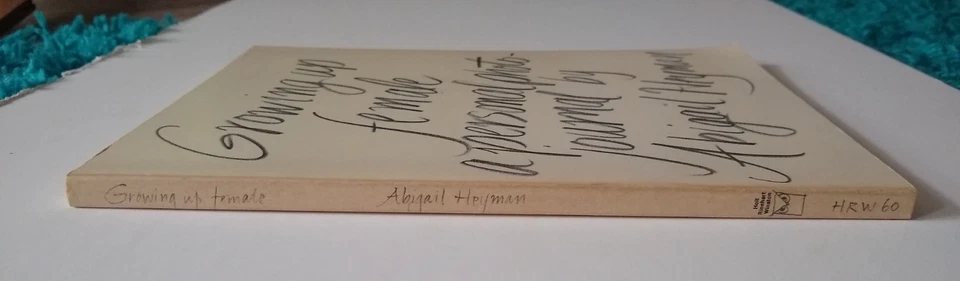 Growing up
female
a personal photo-
journal by
Abigail Heyman
Growing up female
Abigail Heyman
Holt
Rinehart
Winston
HRW 60